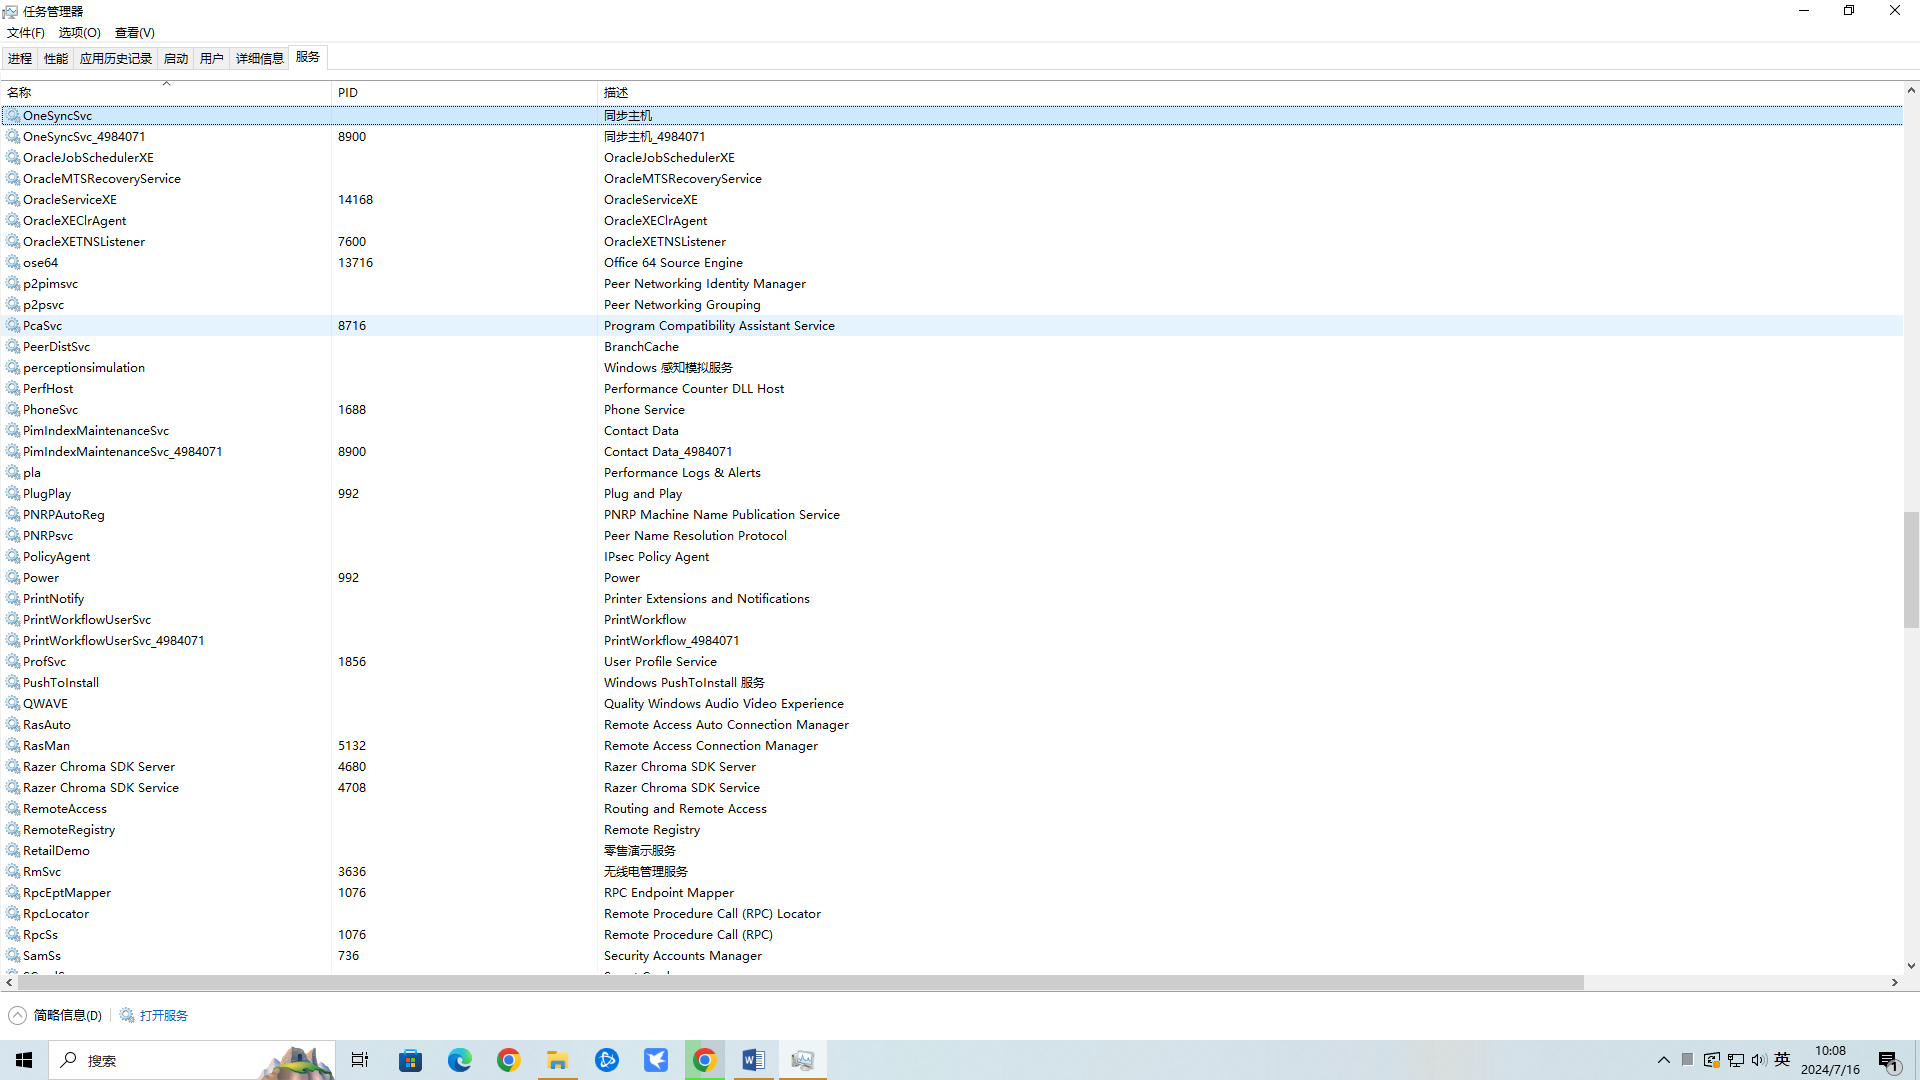 任务管理器
文件(F) 选项(O) 查看(V)
进程 性能 应用历史记录 启动 用户 详细信息 服务
名称 PID 描述
OneSyncSvc 同步主机
OneSyncSvc_4984071 8900 同步主机_4984071
OracleJobSchedulerXE OracleJobSchedulerXE
OracleMTSRecoveryService OracleMTSRecoveryService
OracleServiceXE 14168 OracleServiceXE
OracleXEClrAgent OracleXEClrAgent
OracleXETNSListener 7600 OracleXETNSListener
ose64 13716 Office 64 Source Engine
p2pimsvc Peer Networking Identity Manager
p2psvc Peer Networking Grouping
PcaSvc 8716 Program Compatibility Assistant Service
PeerDistSvc BranchCache
perceptionsimulation Windows 感知模拟服务
PerfHost Performance Counter DLL Host
PhoneSvc 1688 Phone Service
PimIndexMaintenanceSvc Contact Data
PimIndexMaintenanceSvc_4984071 8900 Contact Data_4984071
pla Performance Logs & Alerts
PlugPlay 992 Plug and Play
PNRPAutoReg PNRP Machine Name Publication Service
PNRPsvc Peer Name Resolution Protocol
PolicyAgent IPsec Policy Agent
Power 992 Power
PrintNotify Printer Extensions and Notifications
PrintWorkflowUserSvc PrintWorkflow
PrintWorkflowUserSvc_4984071 PrintWorkflow_4984071
ProfSvc 1856 User Profile Service
PushToInstall Windows PushToInstall 服务
QWAVE Quality Windows Audio Video Experience
RasAuto Remote Access Auto Connection Manager
RasMan 5132 Remote Access Connection Manager
Razer Chroma SDK Server 4680 Razer Chroma SDK Server
Razer Chroma SDK Service 4708 Razer Chroma SDK Service
RemoteAccess Routing and Remote Access
RemoteRegistry Remote Registry
RetailDemo 零售演示服务
RmSvc 3636 无线电管理服务
RpcEptMapper 1076 RPC Endpoint Mapper
RpcLocator Remote Procedure Call (RPC) Locator
RpcSs 1076 Remote Procedure Call (RPC)
SamSs 736 Security Accounts Manager
简略信息(D) 打开服务
搜索 英 10:08
2024/7/16 1